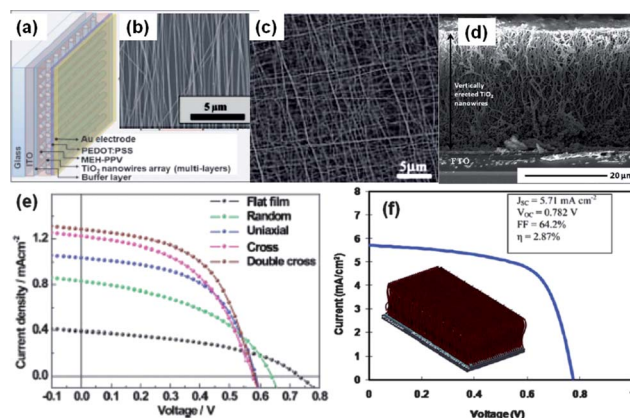 (a)
Glass
ITO
Au electrode
PEDOT:PSS
MEH-PPV
TiO2 nanowires array (multi-layers)
Buffer layer
(b)
5 μm
(c)
5μm
(d)
Vertically
erected TiO2
nanowires
FTO
20 μm
(e)
Flat film
Random
Uniaxial
Cross
Double cross
Current density / mAcm-2
1.2
0.8
0.4
0.0
-0.1 0.0 0.1 0.2 0.3 0.4 0.5 0.6 0.7 0.8
Voltage / V
(f)
JSC = 5.71 mA cm-2
VOC = 0.782 V
FF = 64.2%
η = 2.87%
Current (mA/cm2)
8
7
6
5
4
3
2
1
0
0.0 0.2 0.4 0.6 0.8 1
Voltage (V)